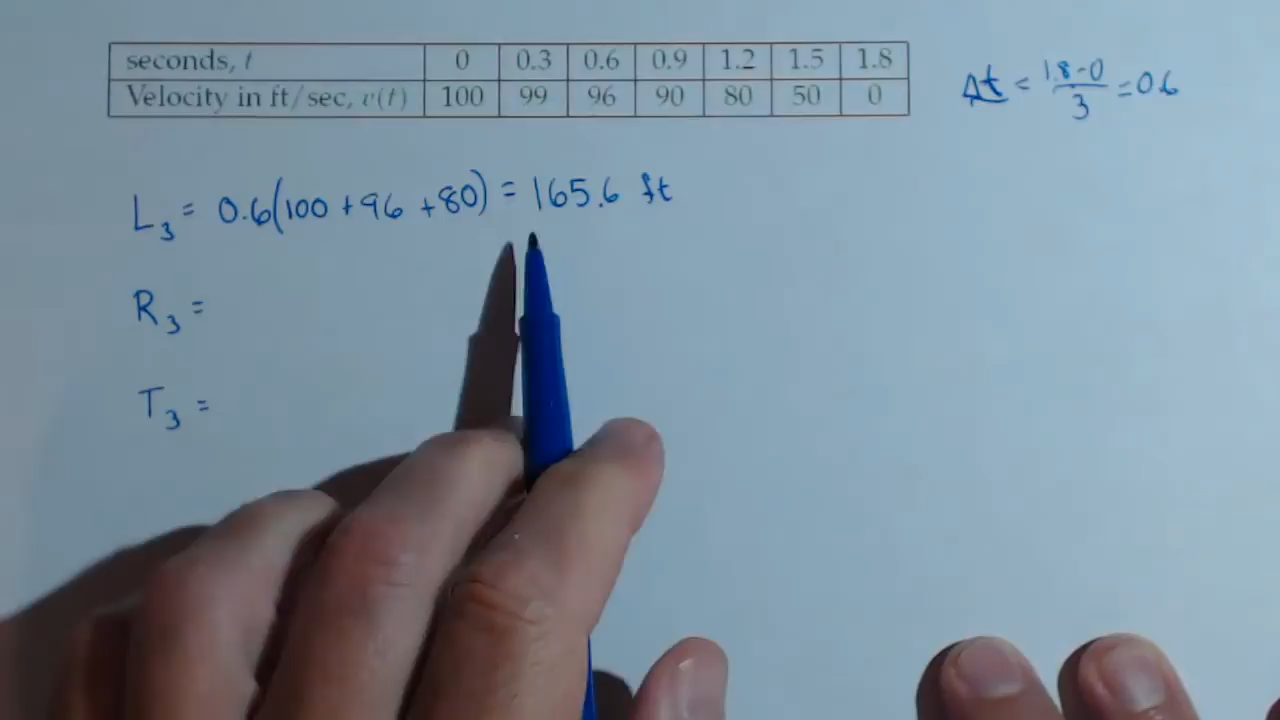 seconds, t 0 0.3 0.6 0.9 1.2 1.5 1.8
Velocity in ft/sec, v(t) 100 99 96 90 80 50 0
Δt = (1.8-0)/3 = 0.6
L₃ = 0.6(100 + 96 + 80) = 165.6 ft
R₃ =
T₃ =